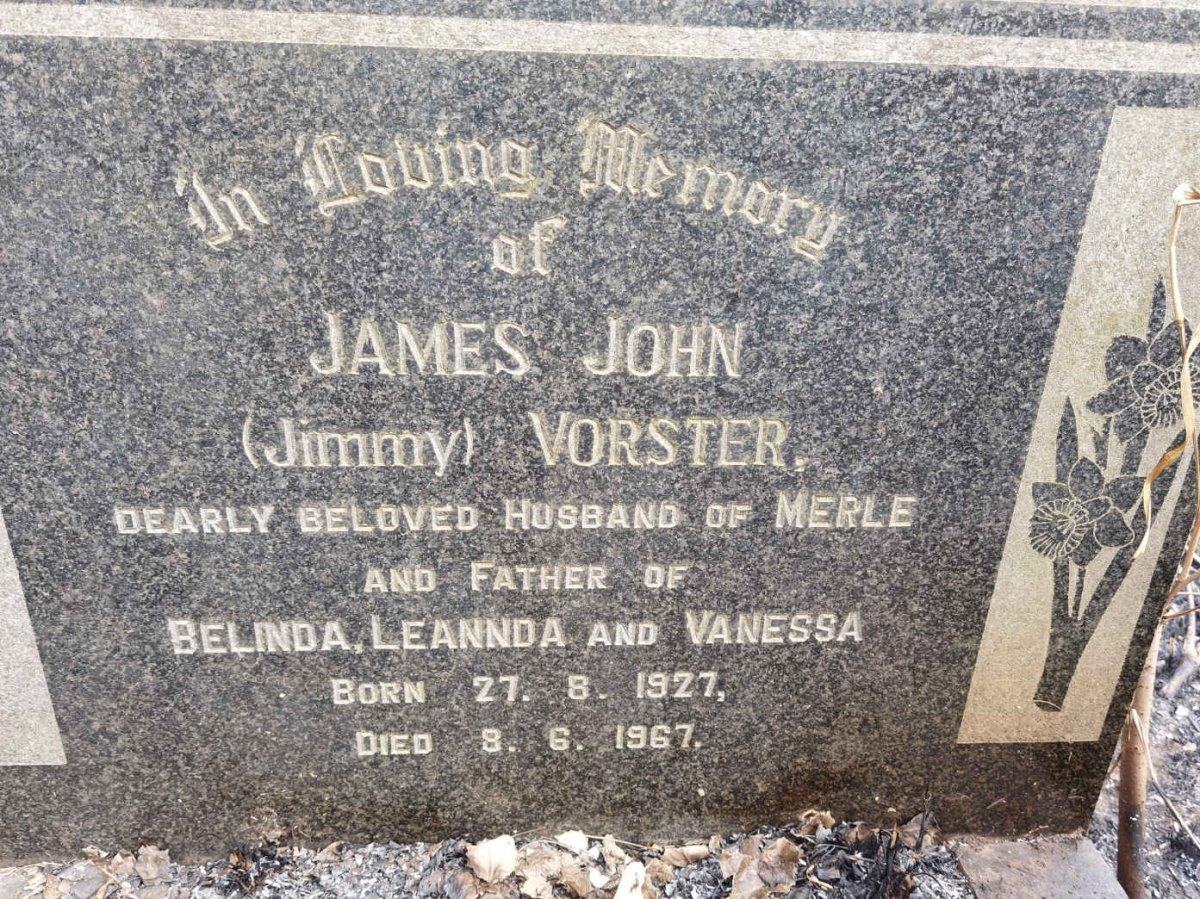 In Loving Memory
of
JAMES JOHN
(Jimmy) VORSTER,
DEARLY BELOVED HUSBAND OF MERLE
AND FATHER OF
BELINDA, LEANNDA AND VANESSA
BORN 27. 8. 1927,
DIED 9. 6. 1967.